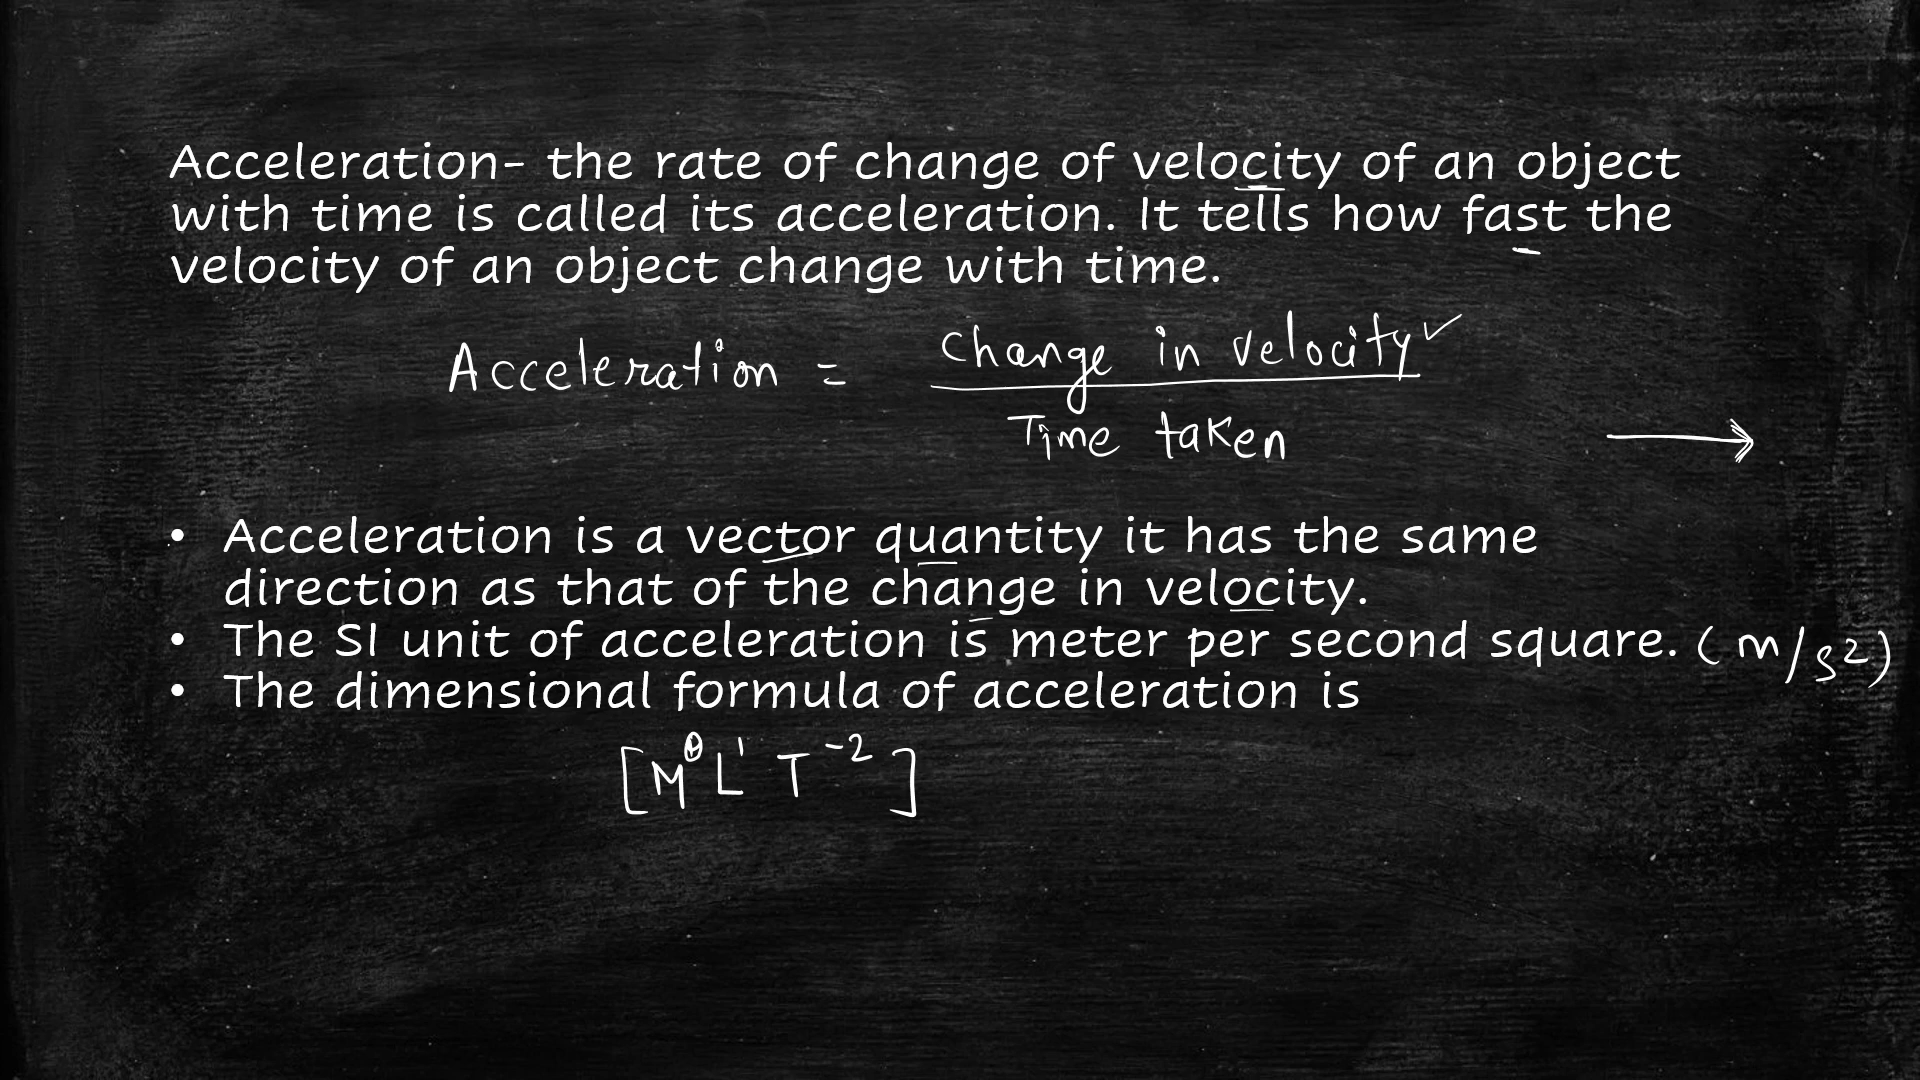 Acceleration- the rate of change of velocity of an object
with time is called its acceleration. It tells how fast the
velocity of an object change with time.
Acceleration = Change in velocity ✓
Time taken
• Acceleration is a vector quantity it has the same
direction as that of the change in velocity.
• The SI unit of acceleration is meter per second square. (m/s²)
• The dimensional formula of acceleration is
[M⁰ L¹ T⁻²]